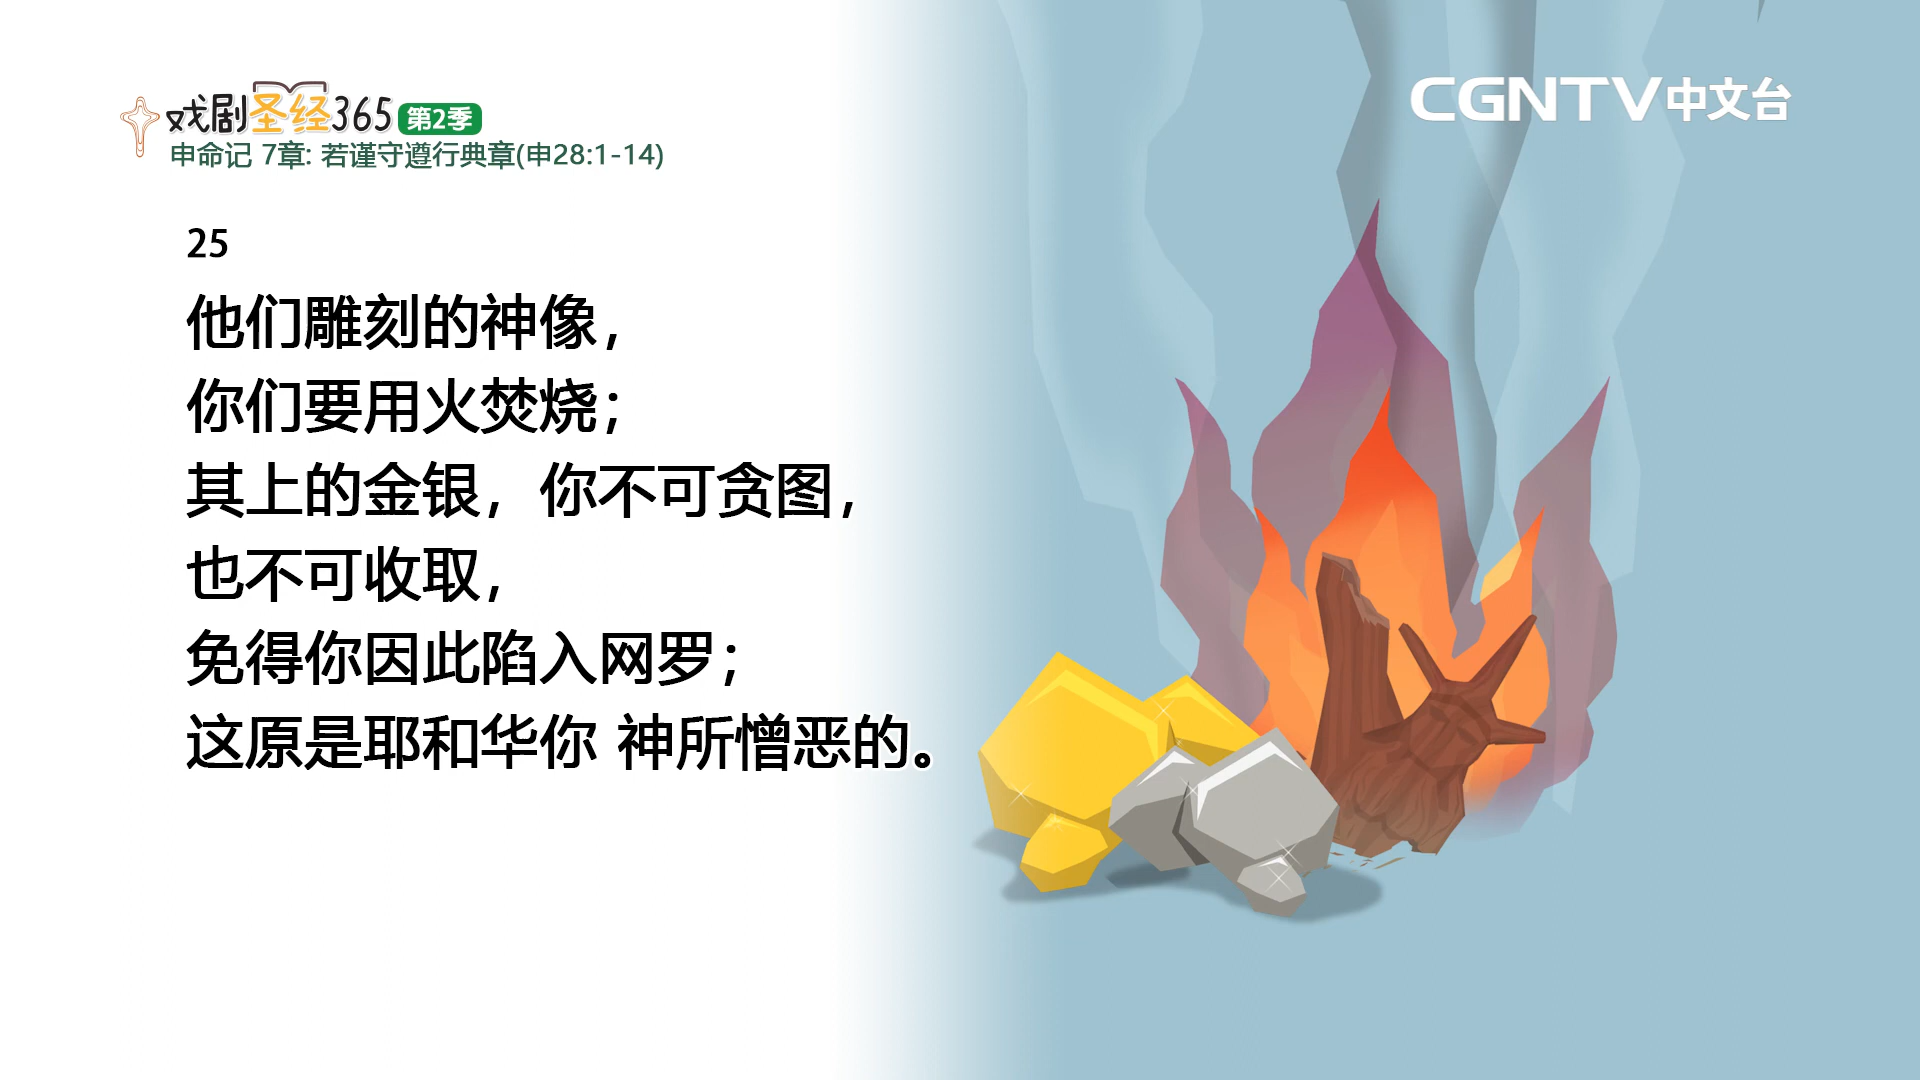 戏剧圣经365 第2季
申命记 7章: 若谨守遵行典章(申28:1-14)
CGNTV中文台
25
他们雕刻的神像，
你们要用火焚烧；
其上的金银，你不可贪图，
也不可收取，
免得你因此陷入网罗；
这原是耶和华你 神所憎恶的。